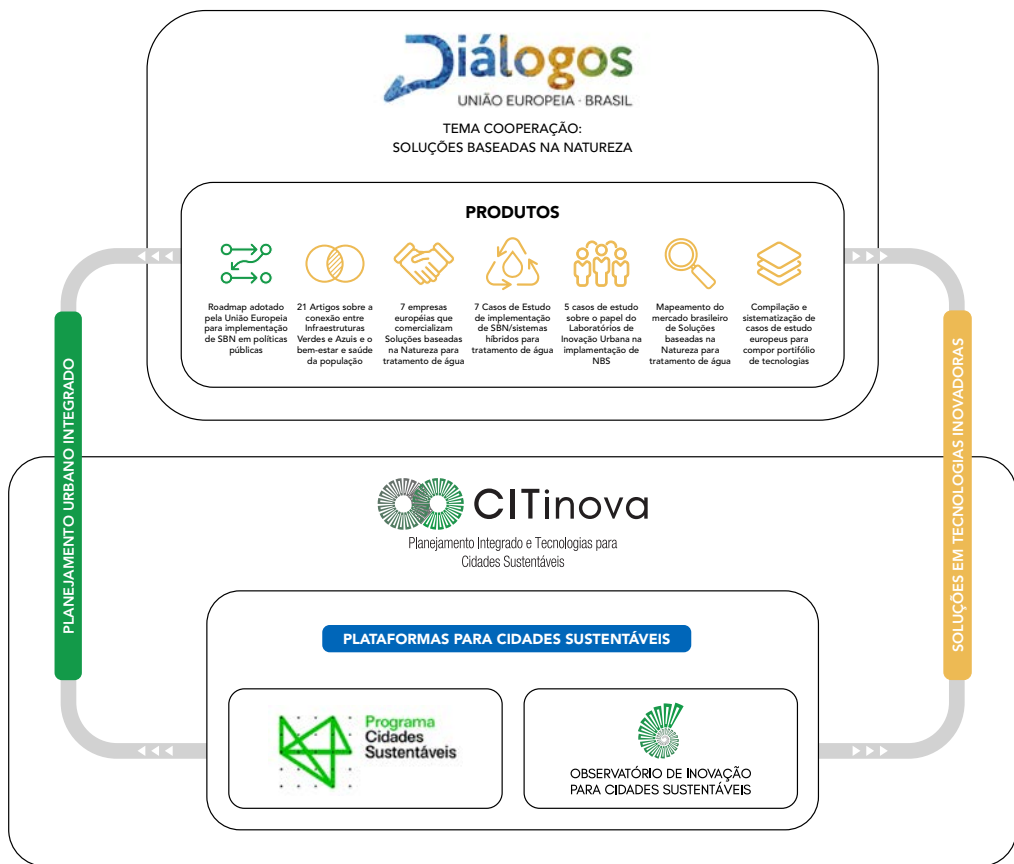 Diálogos
UNIÃO EUROPEIA · BRASIL
TEMA COOPERAÇÃO:
SOLUÇÕES BASEADAS NA NATUREZA
PRODUTOS
Roadmap adotado
pela União Europeia
para implementação
de SBN em políticas
públicas
21 Artigos sobre a
conexão entre
Infraestruturas
Verdes e Azuis e o
bem-estar e saúde
da população
7 empresas
européias que
comercializam
Soluções baseadas
na Natureza para
tratamento de água
7 Casos de Estudo
de implementação
de SBN/sistemas
híbridos para
tratamento de água
5 casos de estudo
sobre o papel do
Laboratórios de
Inovação Urbana na
implementação de
NBS
Mapeamento do
metricado brasileiro
de Soluções
baseadas na
Natureza para
tratamento de água
Compilação e
sistematização de
casos de estudo
europeus para
compor portifólio
de tecnologias
PLANEJAMENTO URBANO INTEGRADO
SOLUÇÕES EM TECNOLOGIAS INOVADORAS
CITinova
Planejamento Integrado e Tecnologias para
Cidades Sustentáveis
PLATAFORMAS PARA CIDADES SUSTENTÁVEIS
Programa
Cidades
Sustentáveis
OBSERVATÓRIO DE INOVAÇÃO
PARA CIDADES SUSTENTÁVEIS